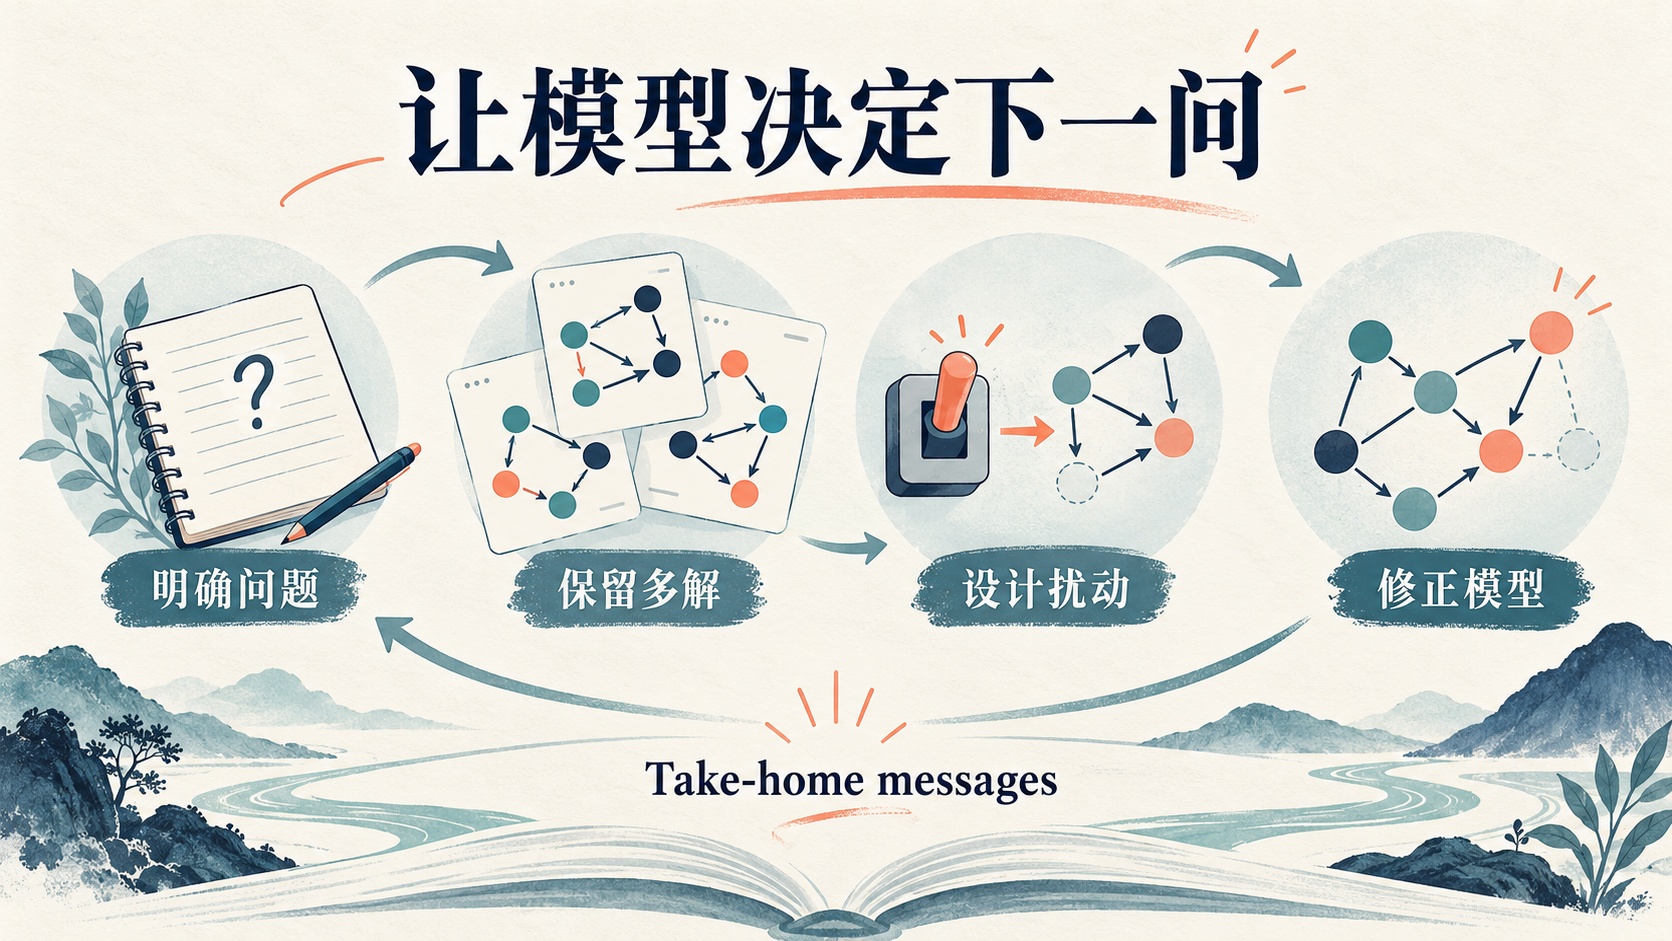 让模型决定下一问
?
明确问题
保留多解
设计扰动
修正模型
Take-home messages